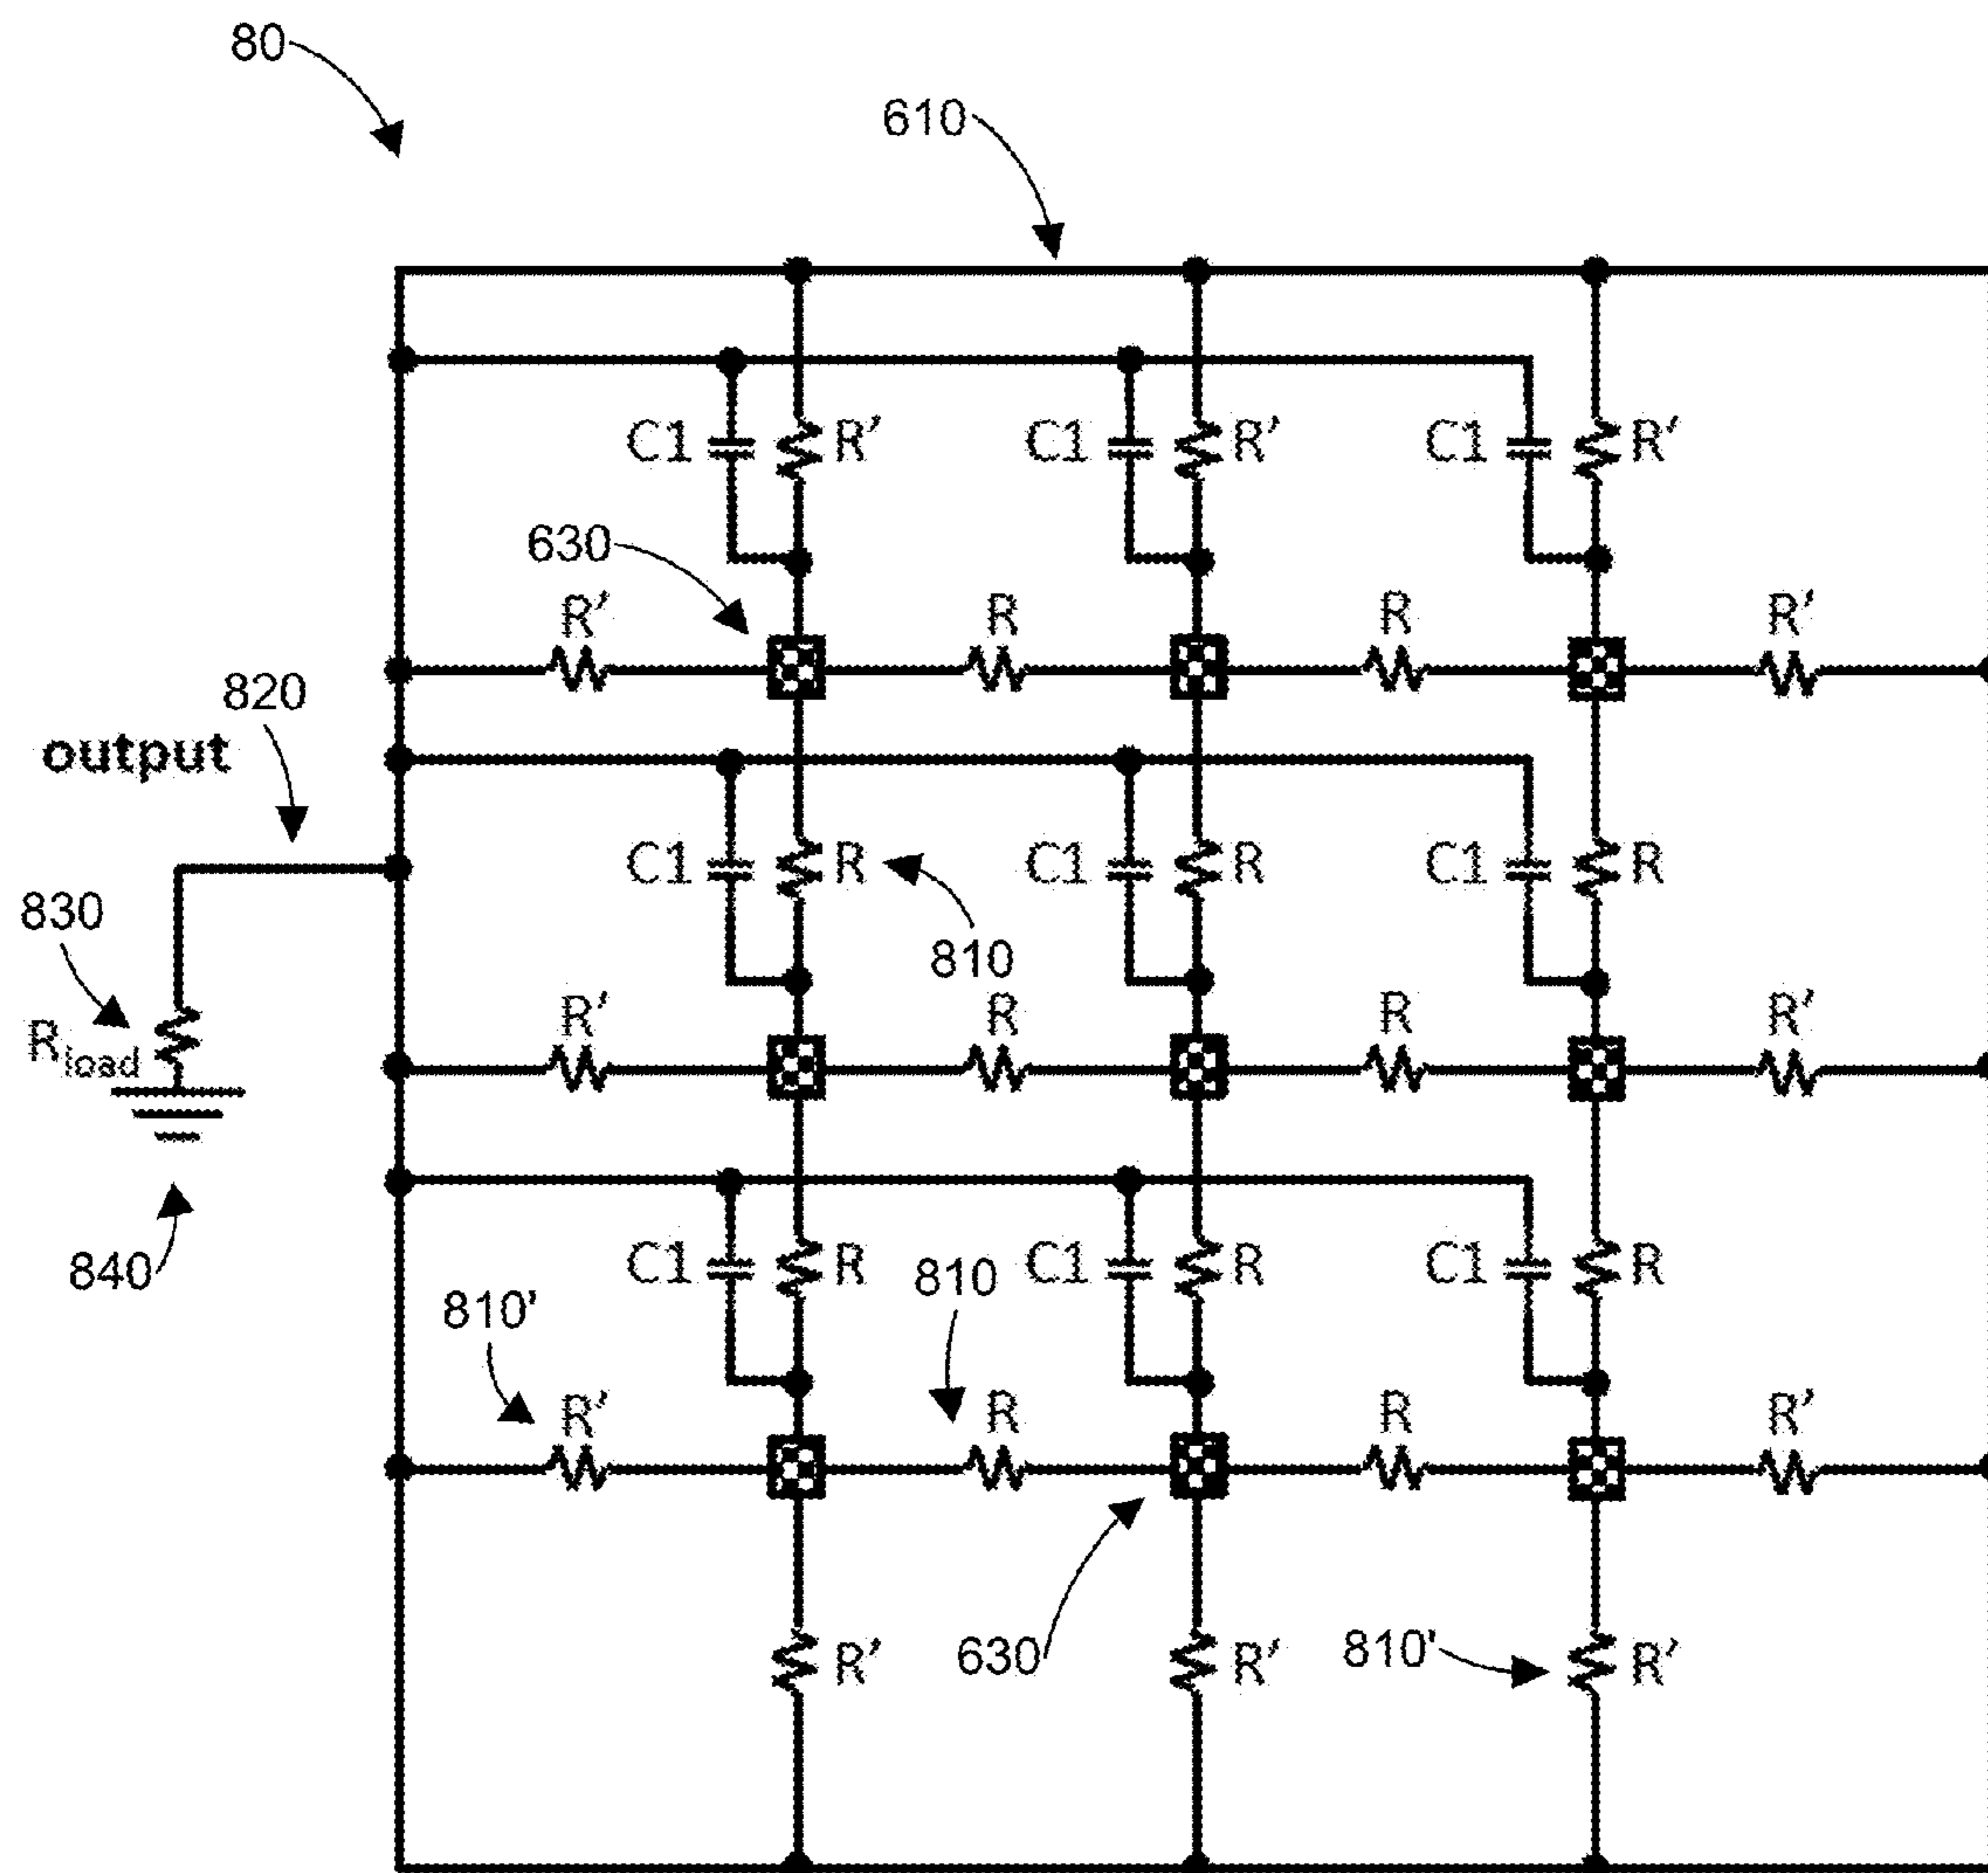 80
610
C1 R' C1 R' C1 R'
630
R' R R R'
820
output
C1 R C1 R C1 R
830
810
R' R R R'
Rload
840
C1 R 810 C1 R C1 R
810'
R' R R R'
630
R' R' 810' R'